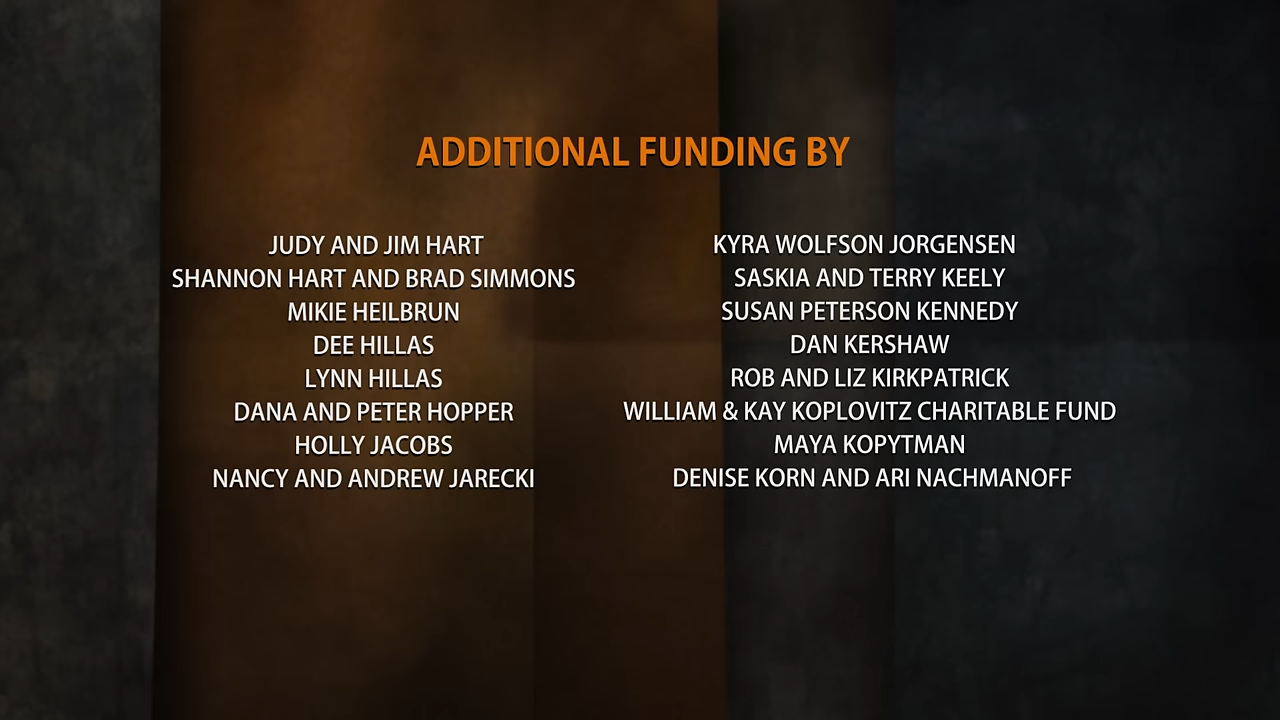 ADDITIONAL FUNDING BY
JUDY AND JIM HART
SHANNON HART AND BRAD SIMMONS
MIKIE HEILBRUN
DEE HILLAS
LYNN HILLAS
DANA AND PETER HOPPER
HOLLY JACOBS
NANCY AND ANDREW JARECKI
KYRA WOLFSON JORGENSEN
SASKIA AND TERRY KEELY
SUSAN PETERSON KENNEDY
DAN KERSHAW
ROB AND LIZ KIRKPATRICK
WILLIAM & KAY KOPLOVITZ CHARITABLE FUND
MAYA KOPYTMAN
DENISE KORN AND ARI NACHMANOFF